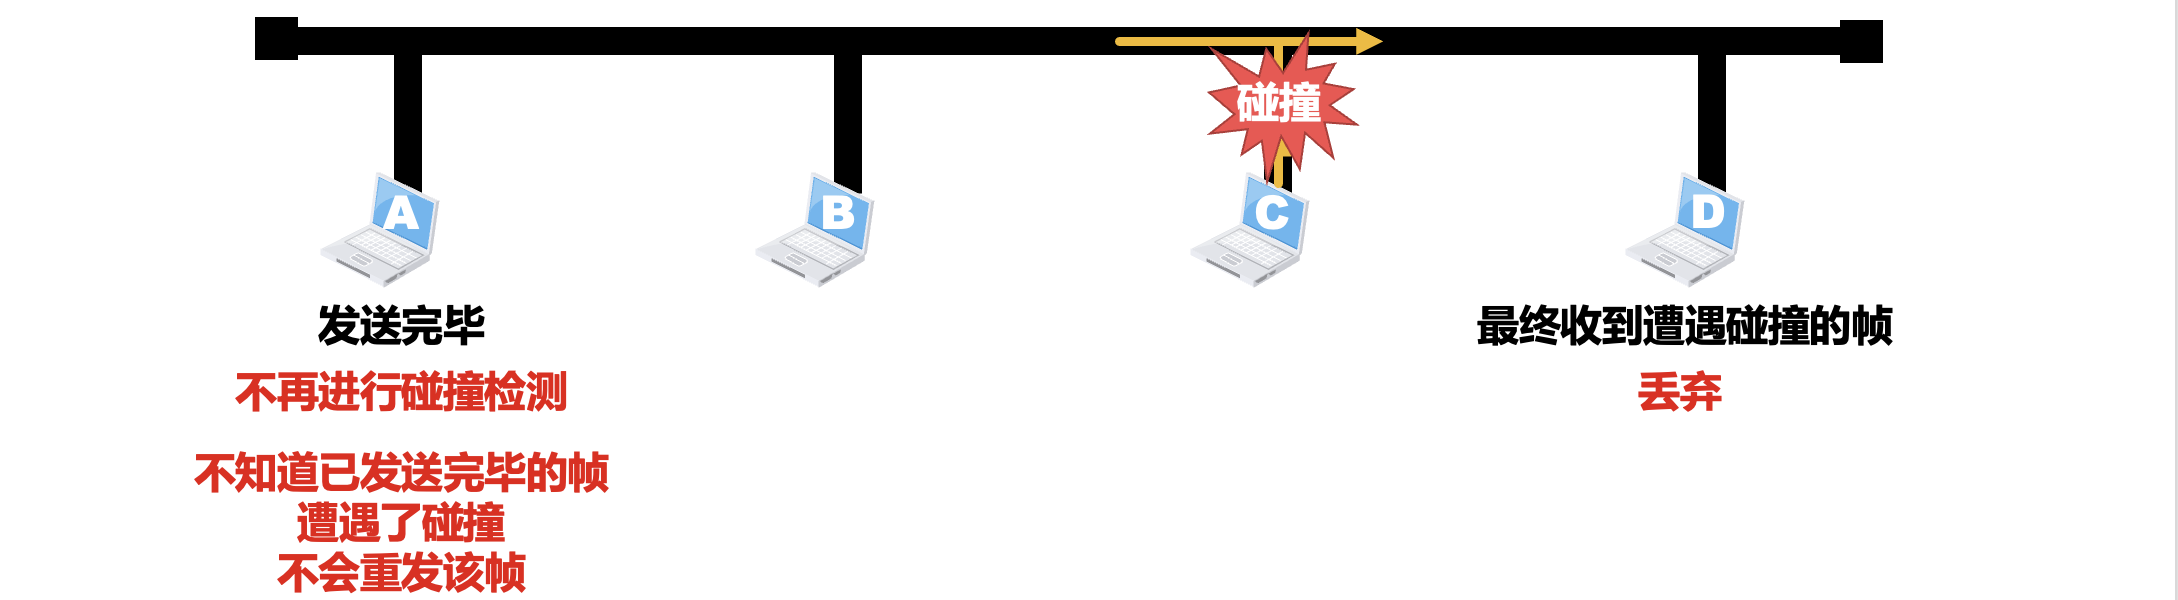 碰撞
A
B
C
D
发送完毕
最终收到遭遇碰撞的帧
不再进行碰撞检测
丢弃
不知道已发送完毕的帧
遭遇了碰撞
不会重发该帧